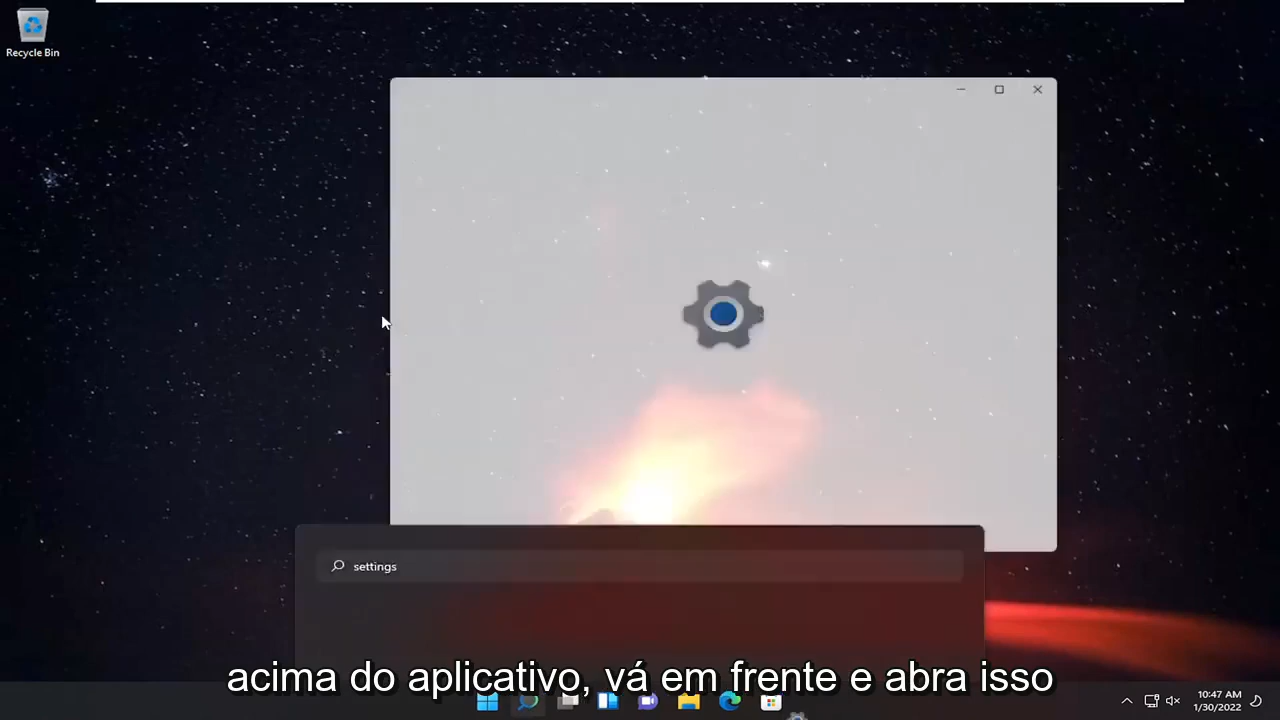 Recycle Bin
settings
acima do aplicativo, vá em frente e abra isso
10:47 AM
1/30/2022